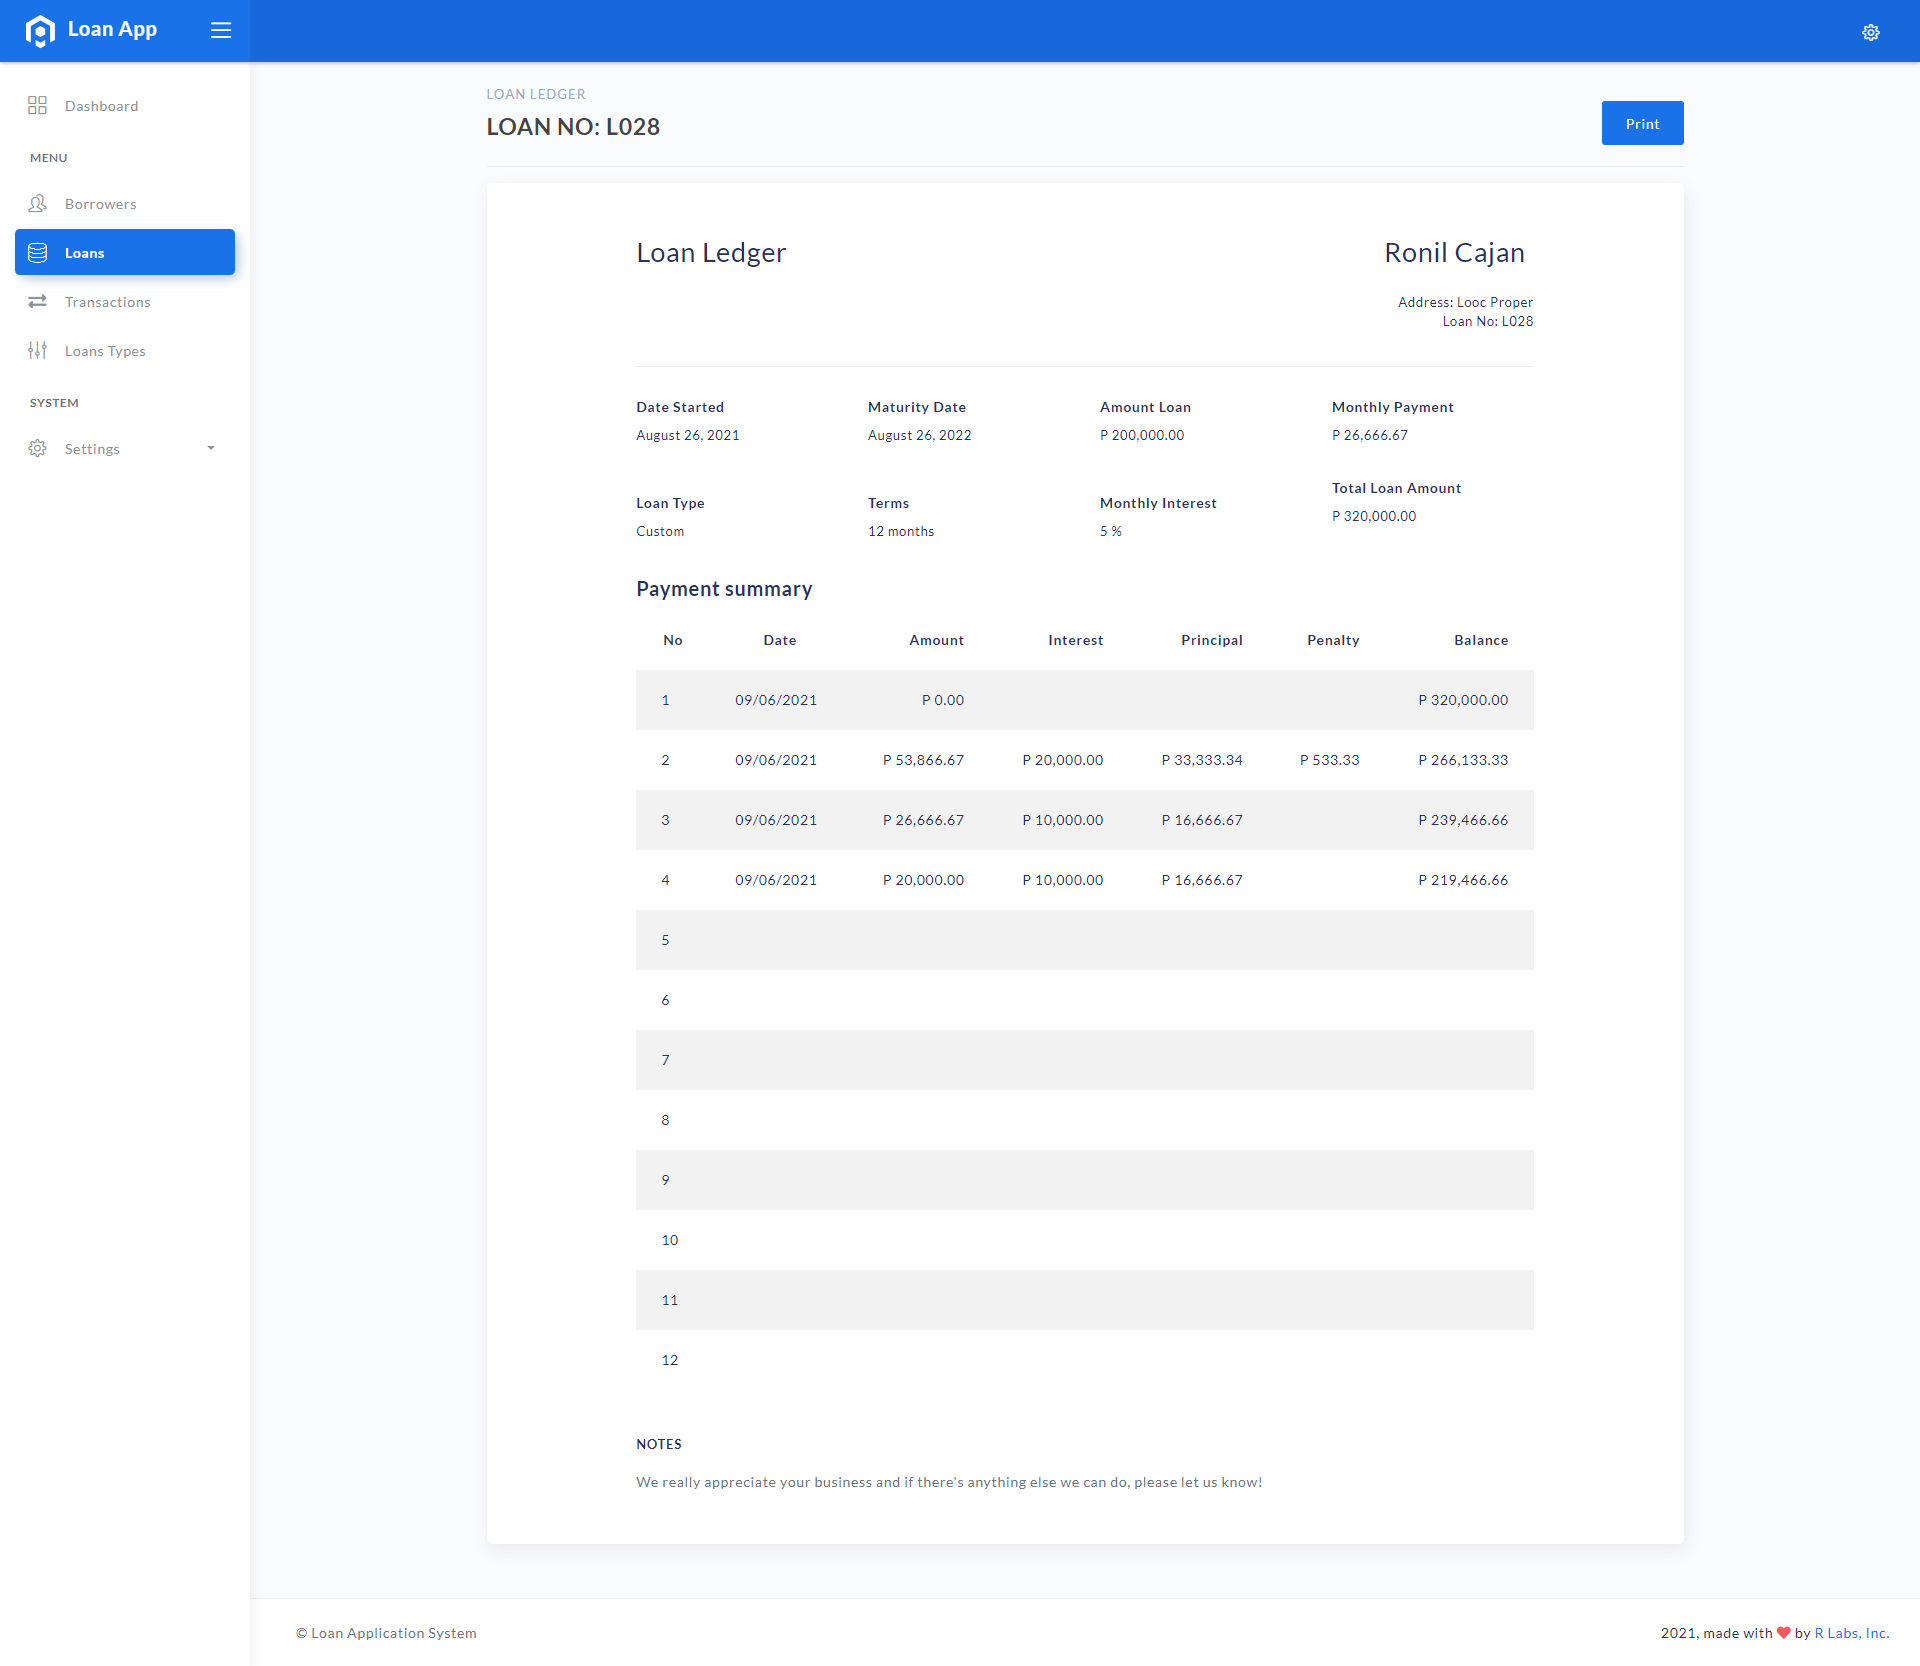 Loan App
Dashboard
MENU
Borrowers
Loans
Transactions
Loans Types
SYSTEM
Settings
LOAN LEDGER
LOAN NO: L028
Print
Loan Ledger
Ronil Cajan
Address: Looc Proper
Loan No: L028
Date Started Maturity Date Amount Loan Monthly Payment
August 26, 2021 August 26, 2022 P 200,000.00 P 26,666.67
Total Loan Amount
P 320,000.00
Loan Type Terms Monthly Interest
Custom 12 months 5 %
Payment summary
No Date Amount Interest Principal Penalty Balance
1 09/06/2021 P 0.00 P 320,000.00
2 09/06/2021 P 53,866.67 P 20,000.00 P 33,333.34 P 533.33 P 266,133.33
3 09/06/2021 P 26,666.67 P 10,000.00 P 16,666.67 P 239,466.66
4 09/06/2021 P 20,000.00 P 10,000.00 P 16,666.67 P 219,466.66
5
6
7
8
9
10
11
12
NOTES
We really appreciate your business and if there's anything else we can do, please let us know!
© Loan Application System
2021, made with ❤ by R Labs, Inc.